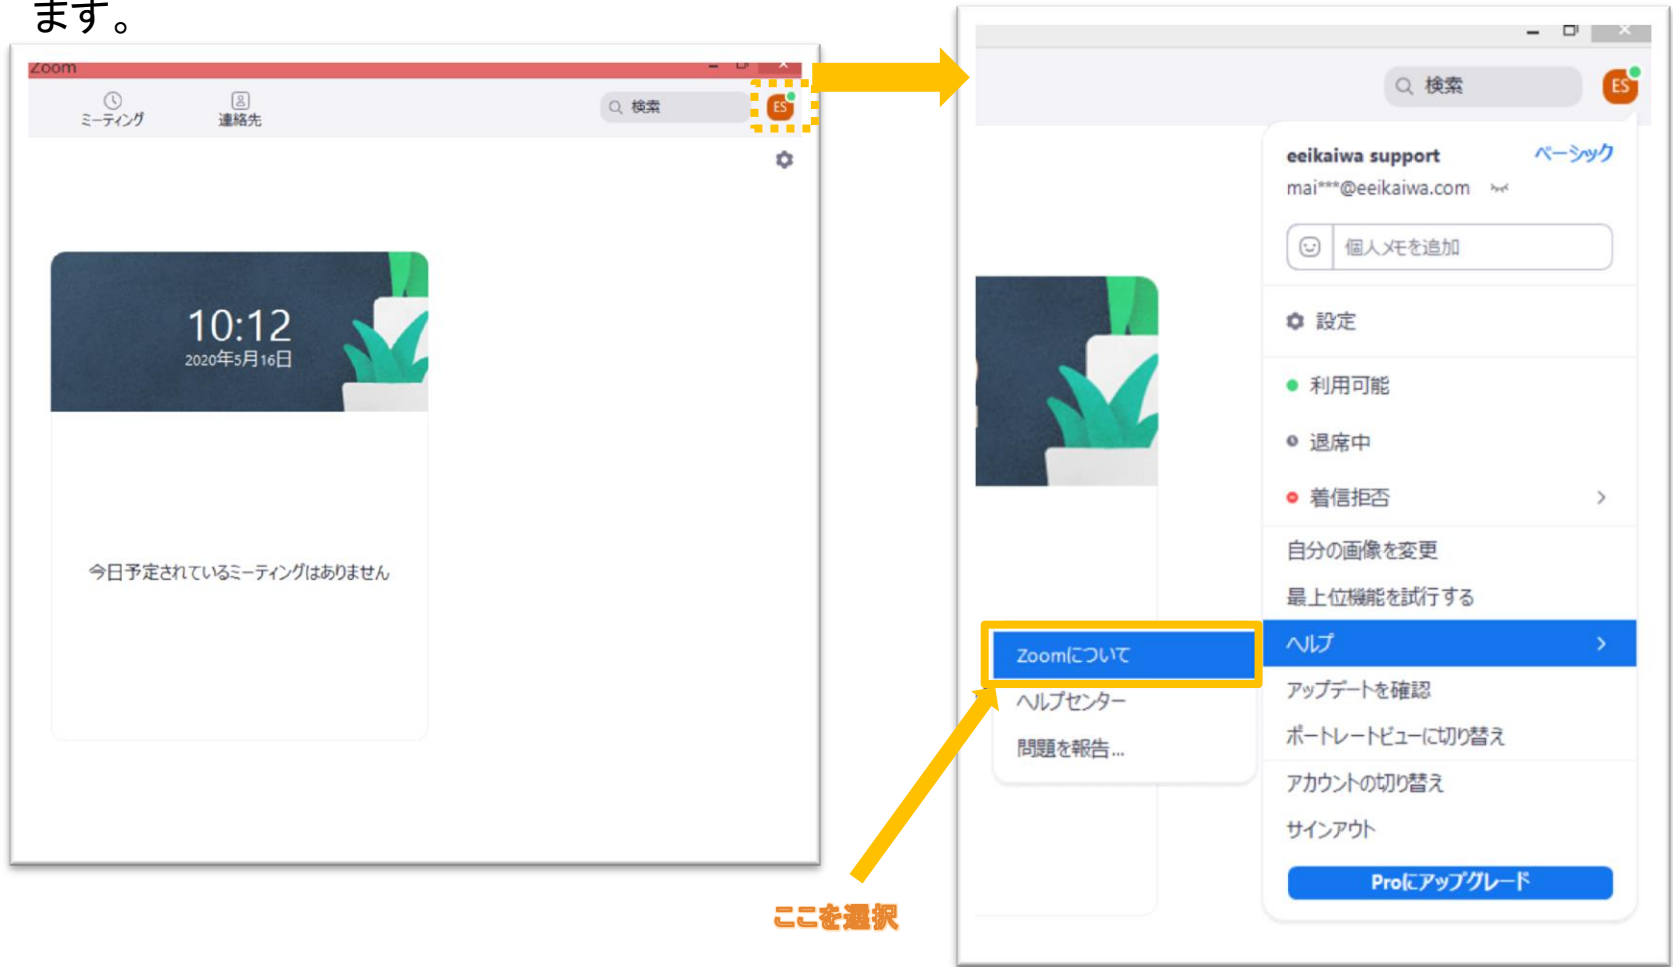 ます。
Zoom
ミーティング
連絡先
検索
ES
10:12
2020年5月16日
今日予定されているミーティングはありません
検索
ES
eeikaiwa support
ベーシック
mai***@eeikaiwa.com
個人メモを追加
設定
利用可能
退席中
着信拒否
自分の画像を変更
最上位機能を試行する
ヘルプ
Zoomについて
ヘルプセンター
問題を報告...
アップデートを確認
ポートレートビューに切り替え
アカウントの切り替え
サインアウト
Proにアップグレード
ここを選択